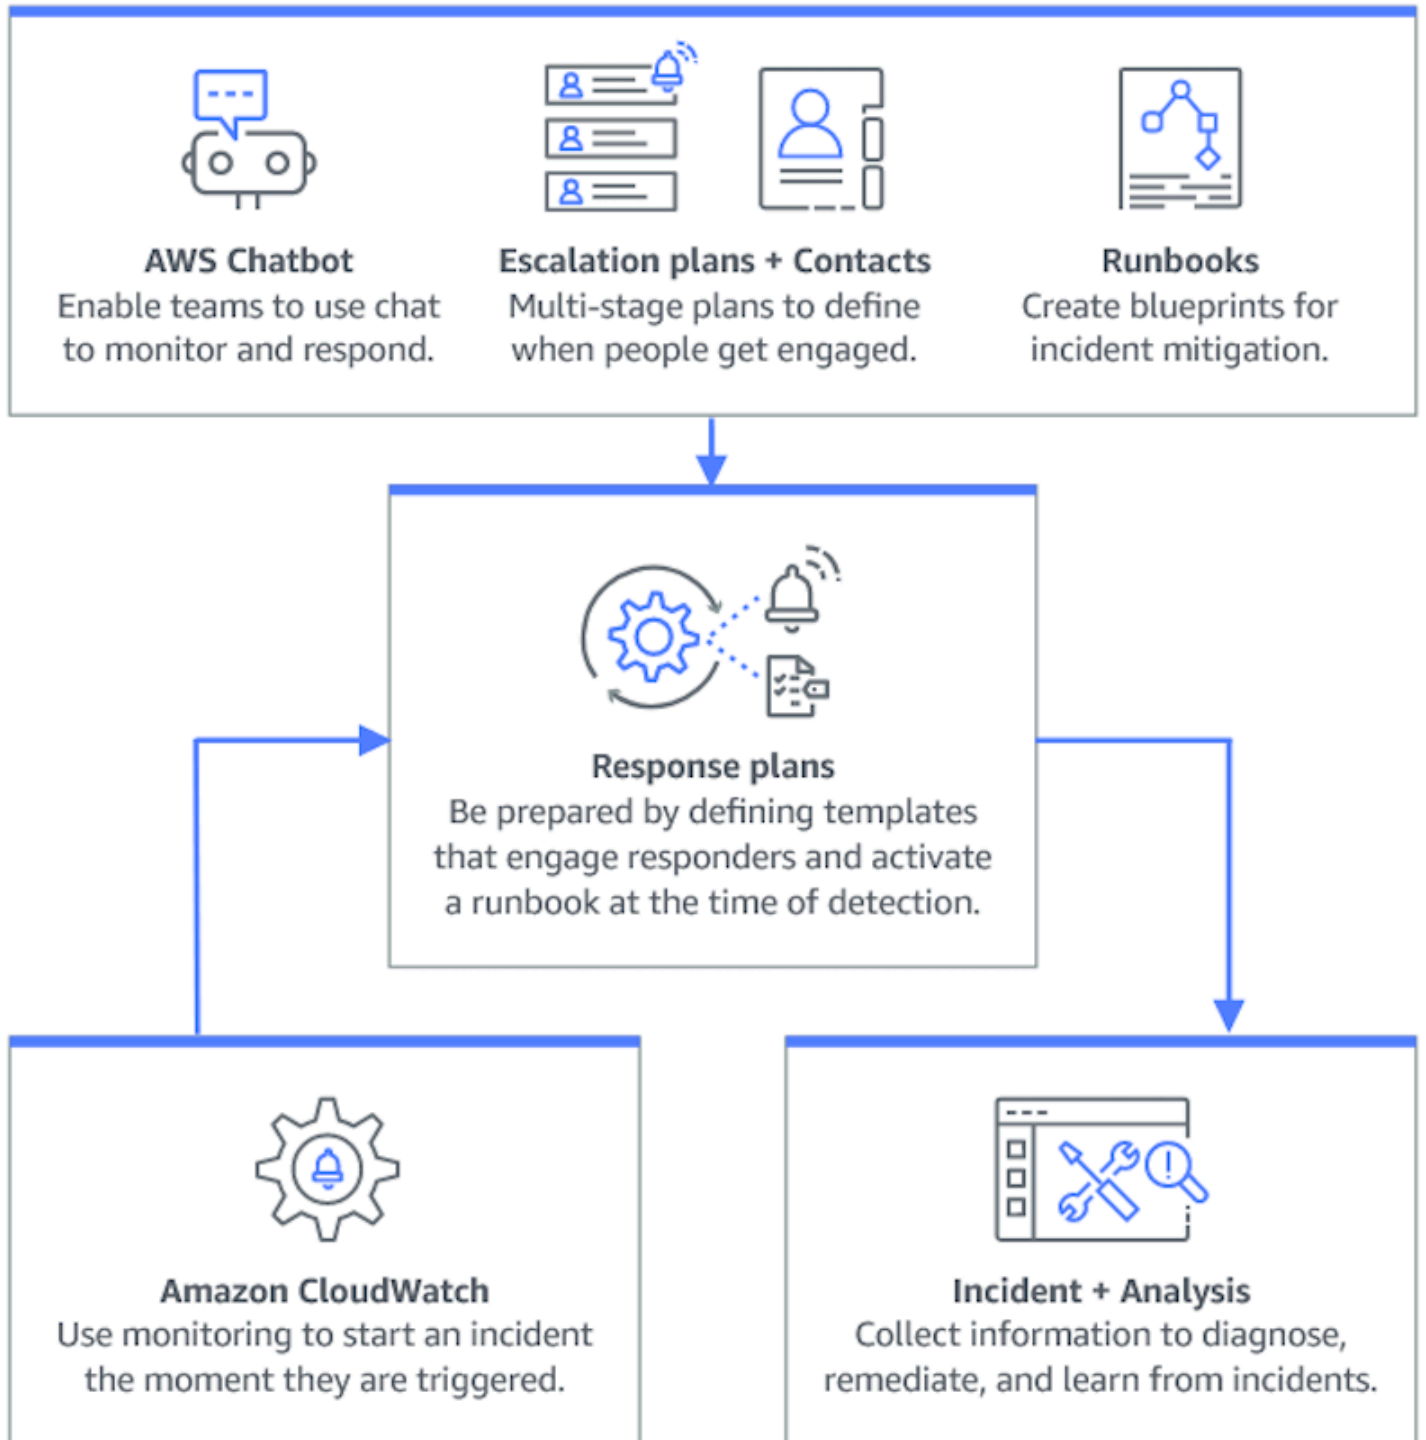 AWS Chatbot
Enable teams to use chat
to monitor and respond.
Escalation plans + Contacts
Multi-stage plans to define
when people get engaged.
Runbooks
Create blueprints for
incident mitigation.
Response plans
Be prepared by defining templates
that engage responders and activate
a runbook at the time of detection.
Amazon CloudWatch
Use monitoring to start an incident
the moment they are triggered.
Incident + Analysis
Collect information to diagnose,
remediate, and learn from incidents.